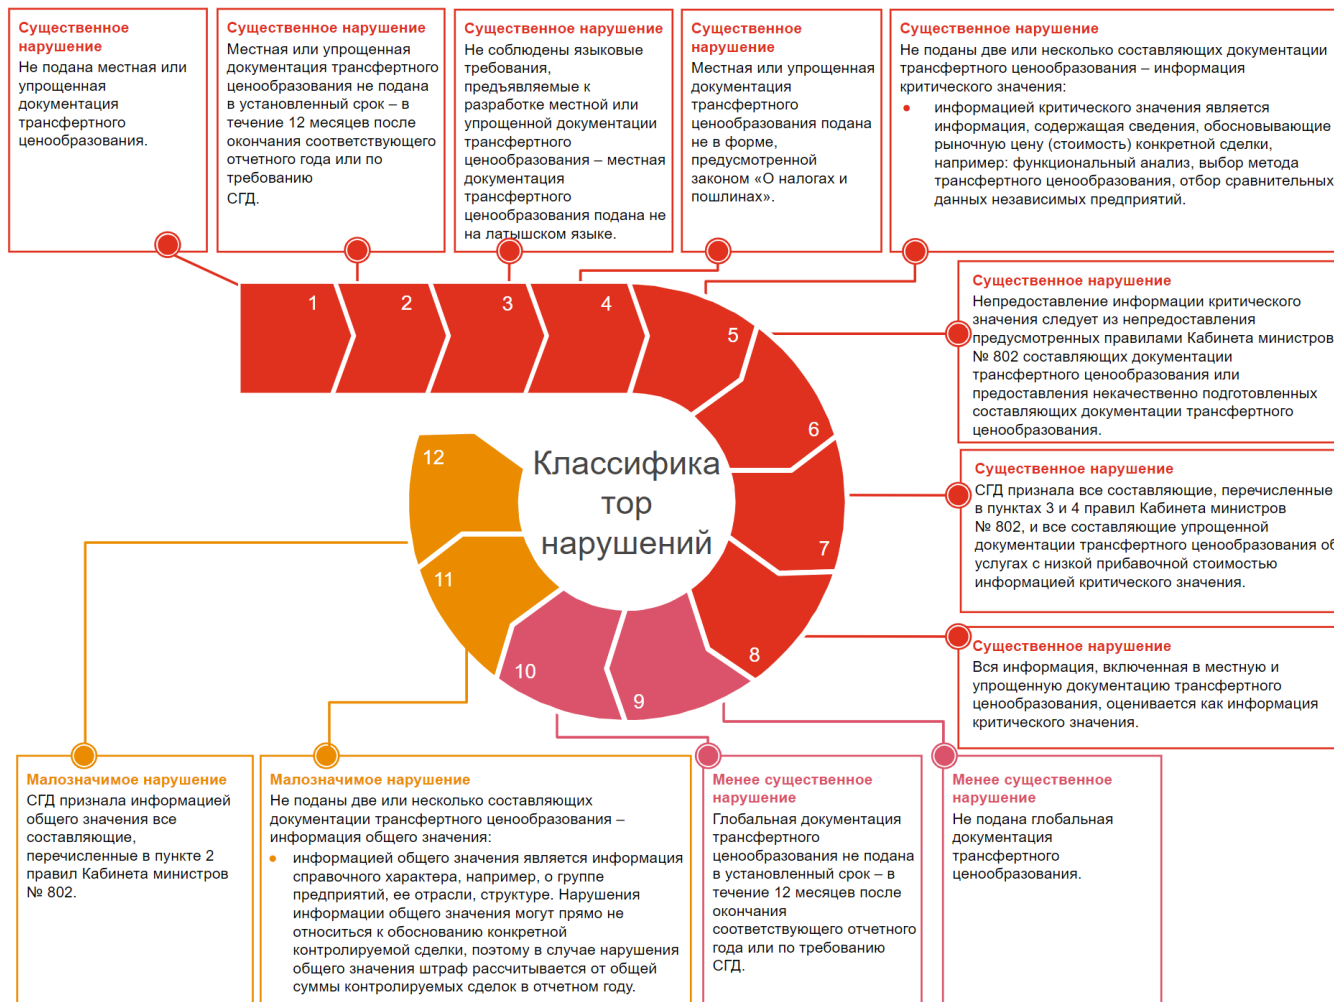 Существенное
нарушение
Не подана местная или
упрощенная
документация
трансфертного
ценообразования.
Существенное нарушение
Местная или упрощенная
документация трансфертного
ценообразования не подана
в установленный срок – в
течение 12 месяцев после
окончания соответствующего
отчетного года или по
требованию
СГД.
Существенное нарушение
Не соблюдены языковые
требования,
предъявляемые к
разработке местной или
упрощенной документации
трансфертного
ценообразования – местная
документация
трансфертного
ценообразования подана не
на латышском языке.
Существенное
нарушение
Местная или упрощенная
документация
трансфертного
ценообразования подана
не в форме,
предусмотренной
законом «О налогах и
пошлинах».
Существенное нарушение
Не поданы две или несколько составляющих документации
трансфертного ценообразования – информация
критического значения:
• информацией критического значения является
информация, содержащая сведения, обосновывающие
рыночную цену (стоимость) конкретной сделки,
например: функциональный анализ, выбор метода
трансфертного ценообразования, отбор сравнительных
данных независимых предприятий.
Существенное нарушение
Непредоставление информации критического
значения следует из непредоставления
предусмотренных правилами Кабинета министров
№ 802 составляющих документации
трансфертного ценообразования или
предоставления некачественно подготовленных
составляющих документации трансфертного
ценообразования.
Существенное нарушение
СГД признала все составляющие, перечисленные
в пунктах 3 и 4 правил Кабинета министров
№ 802, и все составляющие упрощенной
документации трансфертного ценообразования об
услугах с низкой прибавочной стоимостью
информацией критического значения.
Существенное нарушение
Вся информация, включенная в местную и
упрощенную документацию трансфертного
ценообразования, оценивается как информация
критического значения.
1
2
3
4
5
6
7
8
9
10
11
12
Классифика
тор
нарушений
Малозначимое нарушение
СГД признала информацией
общего значения все
составляющие,
перечисленные в пункте 2
правил Кабинета министров
№ 802.
Малозначимое нарушение
Не поданы две или несколько составляющих
документации трансфертного ценообразования –
информация общего значения:
• информацией общего значения является информация
справочного характера, например, о группе
предприятий, ее отрасли, структуре. Нарушения
информации общего значения могут прямо не
относиться к обоснованию конкретной
контролируемой сделки, поэтому в случае нарушения
общего значения штраф рассчитывается от общей
суммы контролируемых сделок в отчетном году.
Менее существенное
нарушение
Глобальная документация
трансфертного
ценообразования не подана
в установленный срок – в
течение 12 месяцев после
окончания
соответствующего отчетного
года или по требованию
СГД.
Менее существенное
нарушение
Не подана глобальная
документация
трансфертного
ценообразования.